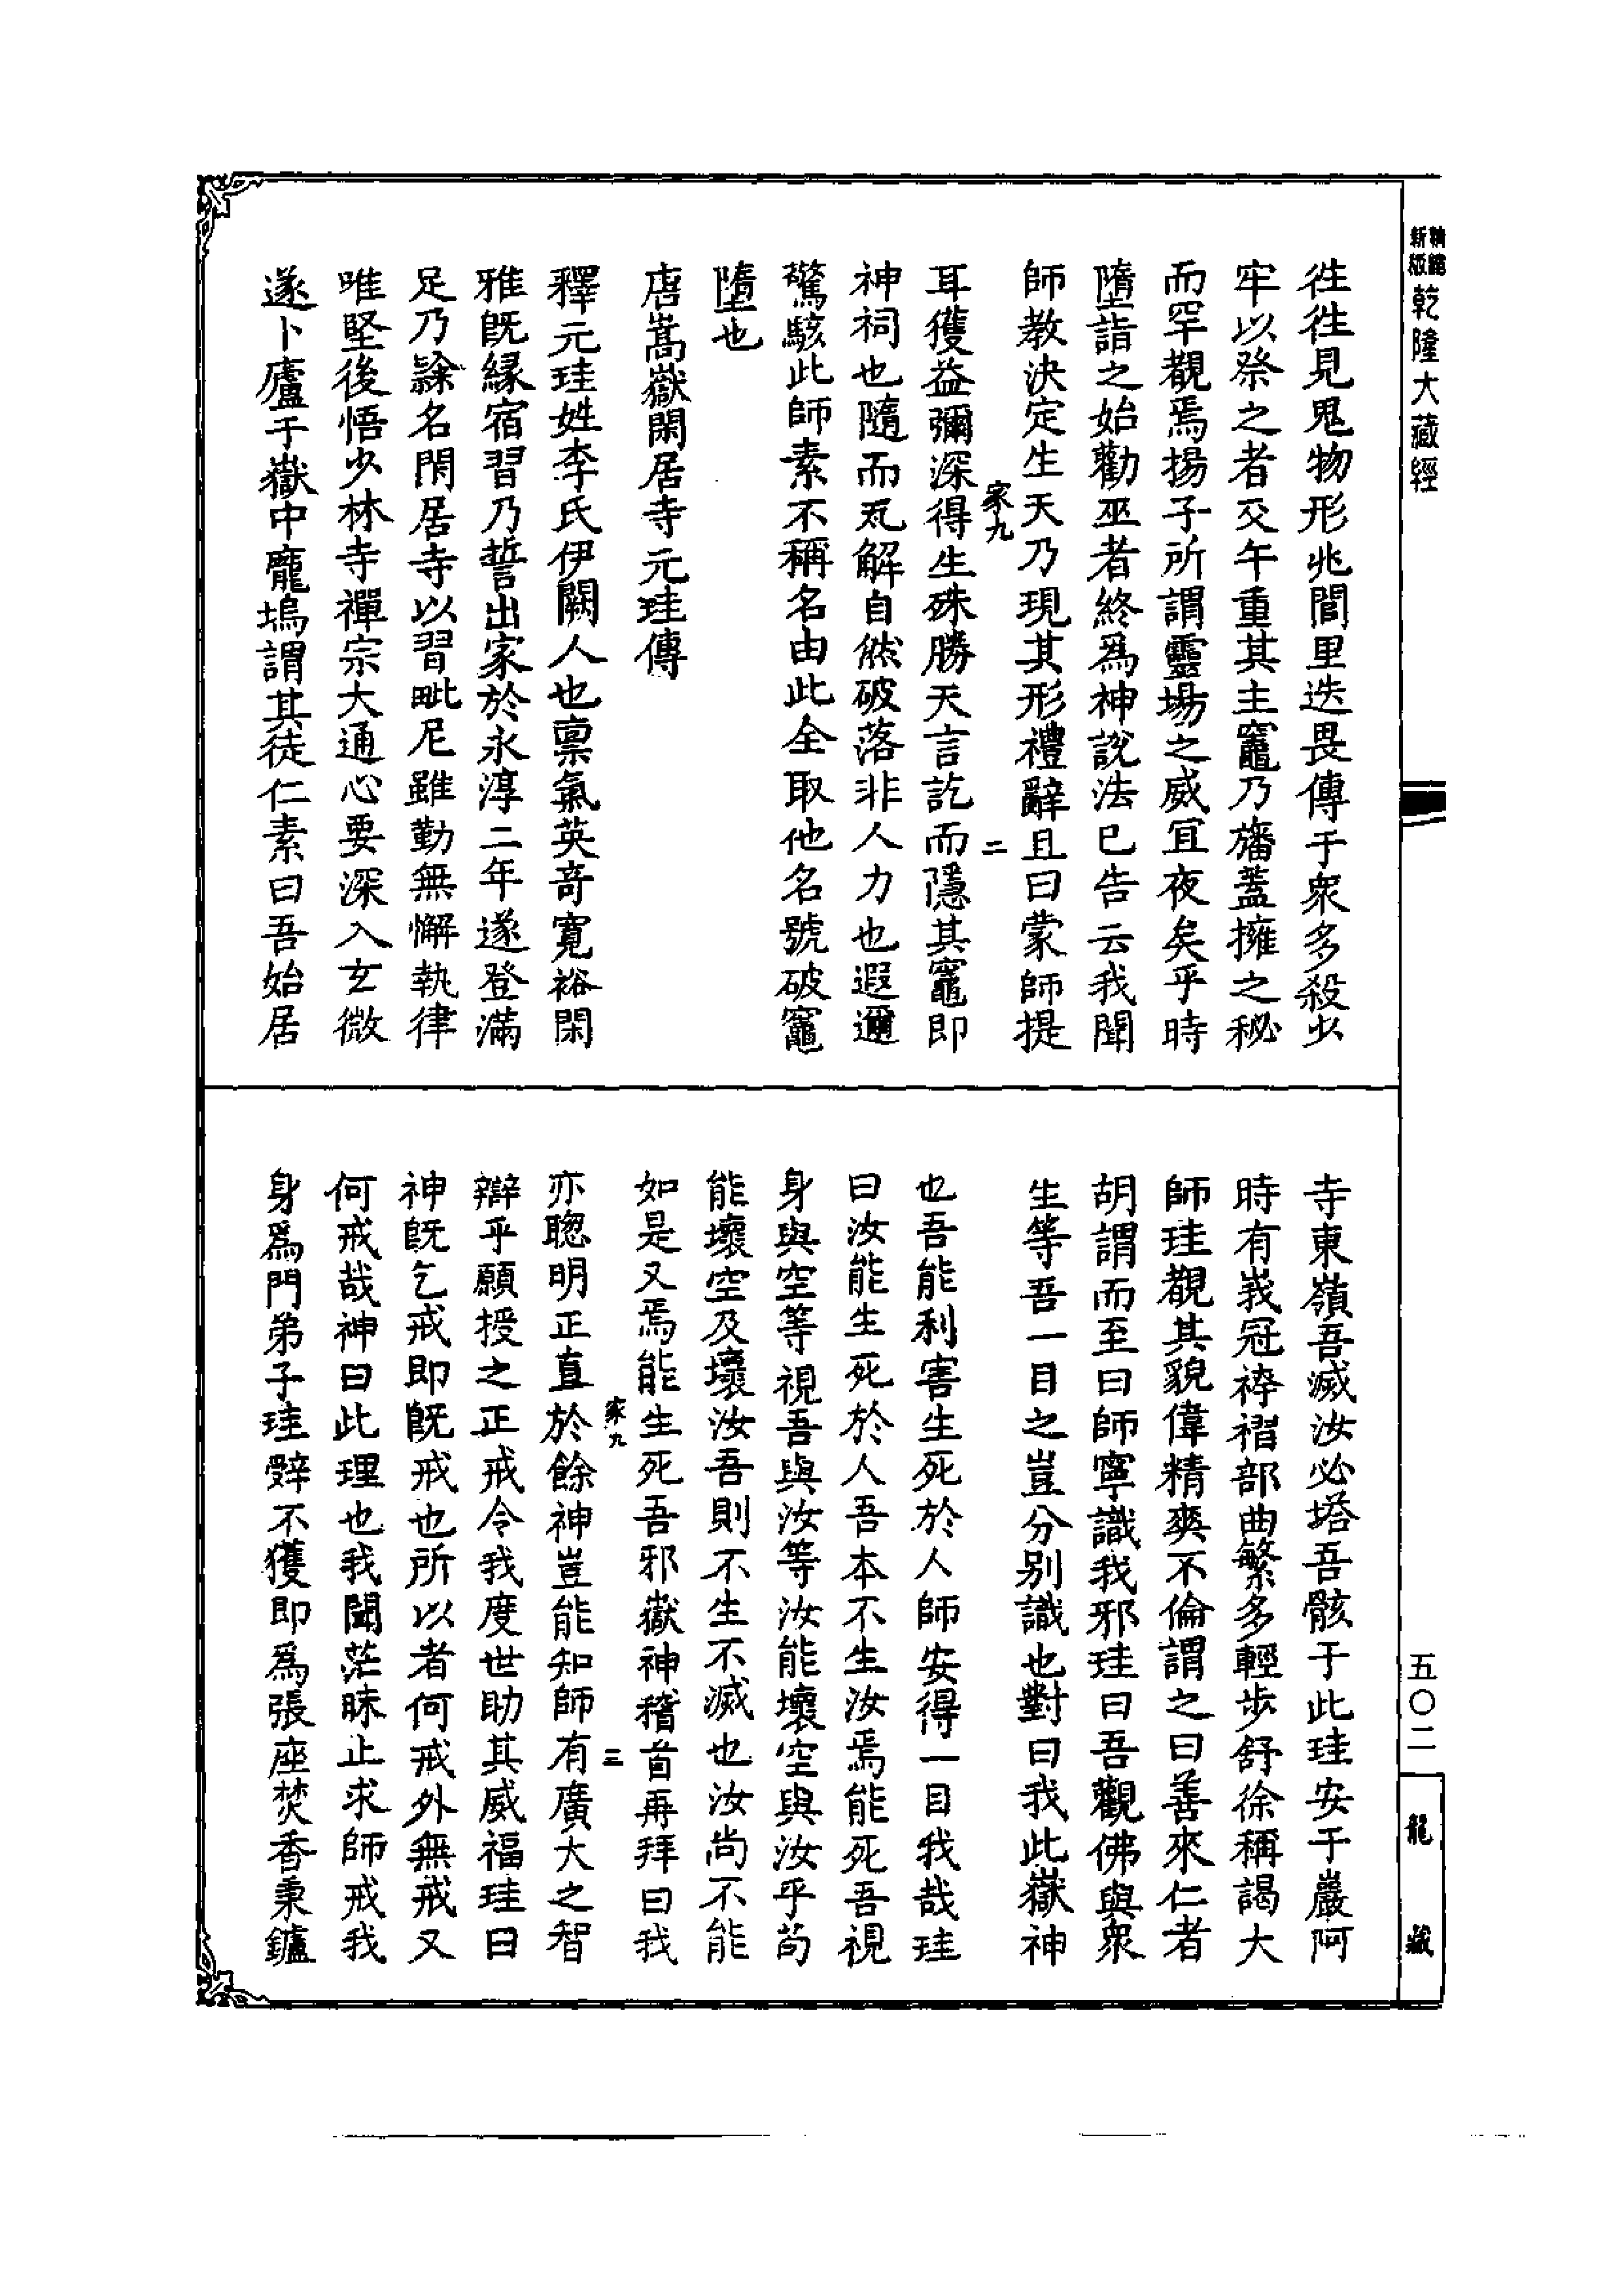 新版精縮乾隆大藏經
徃徃見鬼物形兆閭里迭畏傳于衆多殺少
牢以祭之者交午重其主竈乃旛蓋擁之秘
而罕覩焉揚子所謂靈場之威宜夜矣乎時
墮詣之始勸巫者終爲神說法巳告云我聞
師教決定生天乃現其形禮辭且曰蒙師提
家九 二
耳獲益彌深得生殊勝天言訖而隱其竈即
神祠也隨而瓦解自然破落非人力也遐邇
驚駭此師素不稱名由此全取他名號破竈
墮也
唐嵩嶽閑居寺元珪傳
釋元珪姓李氏伊闕人也禀氣英奇寛裕閑
雅旣縁宿習乃誓出家於永淳二年遂登滿
足乃𨽻名閑居寺以習毗尼雖勤無懈執律
唯堅後悟少林寺禪宗大通心要深入玄微
遂卜廬于嶽中龐塢謂其徒仁素曰吾始居
寺東嶺吾滅汝必塔吾骸于此珪安于巖阿
時有峩冠袴褶部曲繁多輕步舒徐稱謁大
師珪覩其貌偉精爽不倫謂之曰善來仁者
胡謂而至曰師寧識我邪珪曰吾觀佛與衆
生等吾一目之豈分別識也對曰我此嶽神
也吾能利害生死於人師安得一目我哉珪
曰汝能生死於人吾本不生汝焉能死吾視
身與空等視吾與汝等汝能壞空與汝乎苟
能壞空及壞汝吾則不生不滅也汝尚不能
如是又焉能生死吾邪嶽神稽首再拜曰我
家九 三
亦聰明正直於餘神豈能知師有廣大之智
辯乎願授之正戒令我度世助其威福珪曰
神旣乞戒即旣戒也所以者何戒外無戒又
何戒哉神曰此理也我聞茫昧止求師戒我
身爲門弟子珪辭不獲即爲張座焚香秉鑪
五〇二
龍藏